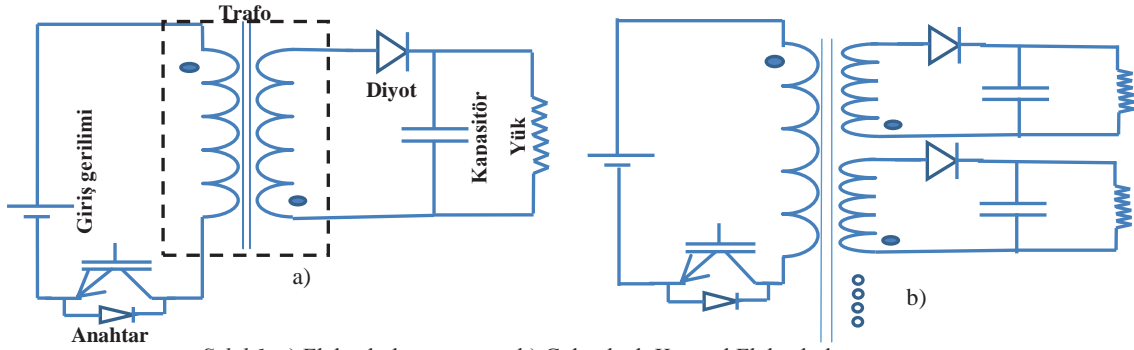 Trafo
Diyot
Giriş gerilimi
Kapasitör
Yük
a)
Anahtar
b)